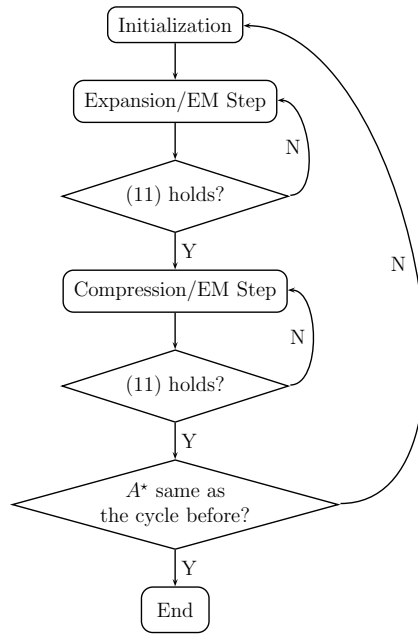 Initialization
Expansion/EM Step
N
(11) holds?
Y
N
Compression/EM Step
N
(11) holds?
Y
A* same as
the cycle before?
Y
End